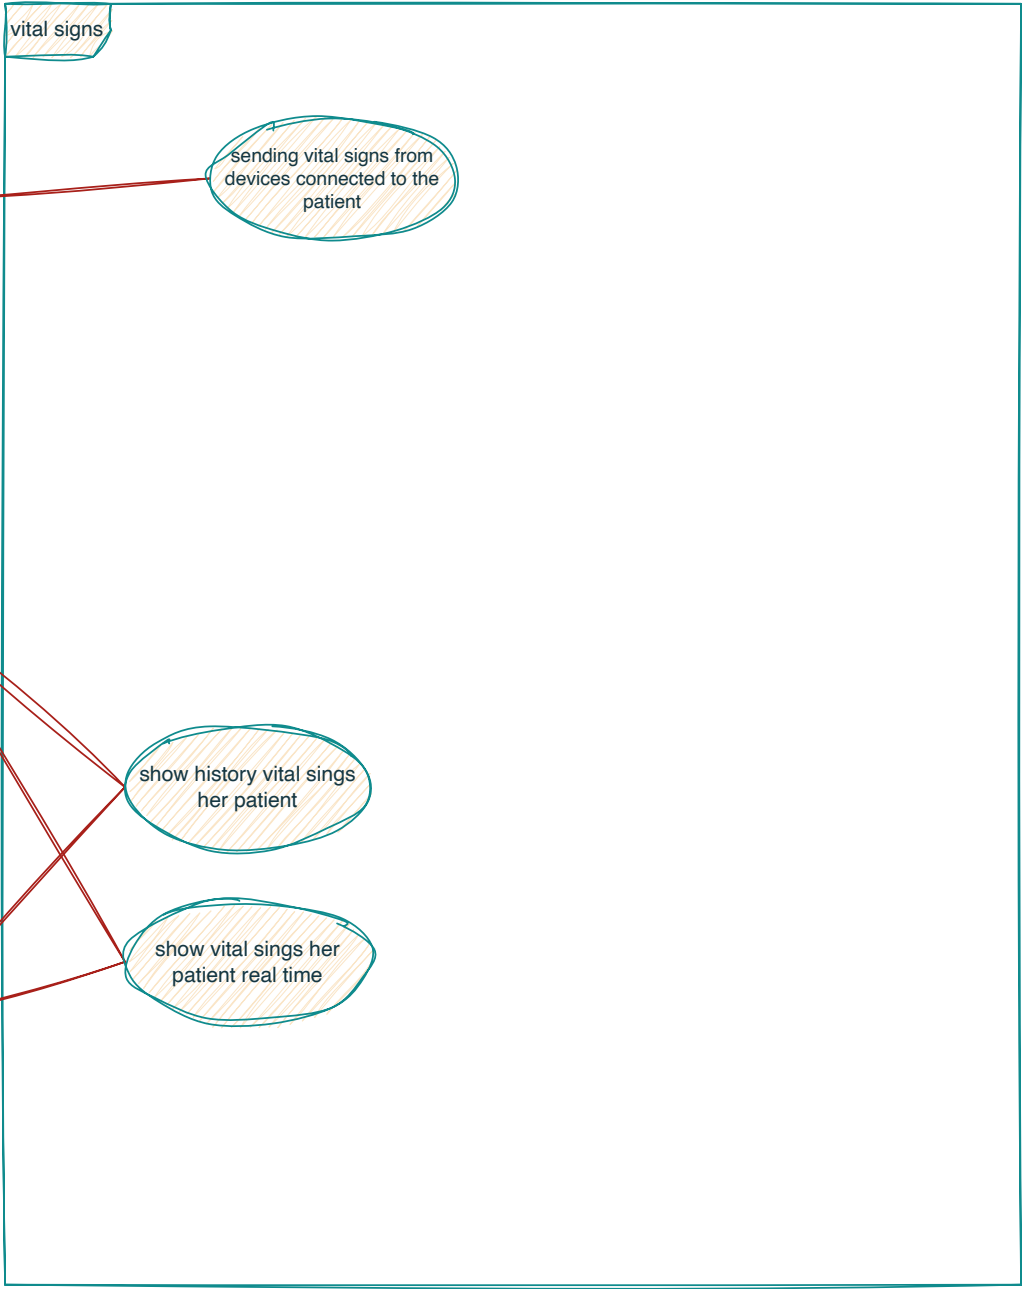 vital signs
sending vital signs from
devices connected to the
patient
show history vital sings
her patient
show vital sings her
patient real time